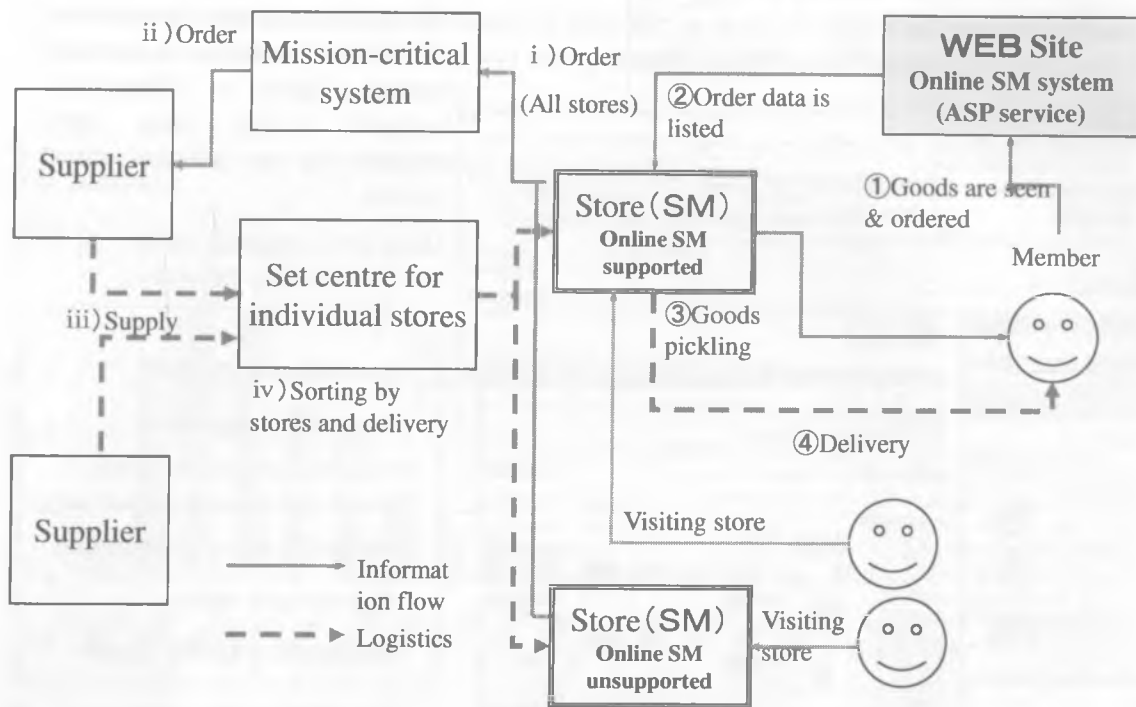 ii）Order
Mission-critical
system
i）Order
(All stores)
②Order data is
listed
WEB Site
Online SM system
(ASP service)
Supplier
①Goods are seen
& ordered
Member
Store(SM)
Online SM
supported
Set centre for
individual stores
iii）Supply
③Goods
pickling
iv）Sorting by
stores and delivery
④Delivery
Supplier
Visiting store
Informat
ion flow
Logistics
Store(SM)
Online SM
unsupported
Visiting
store